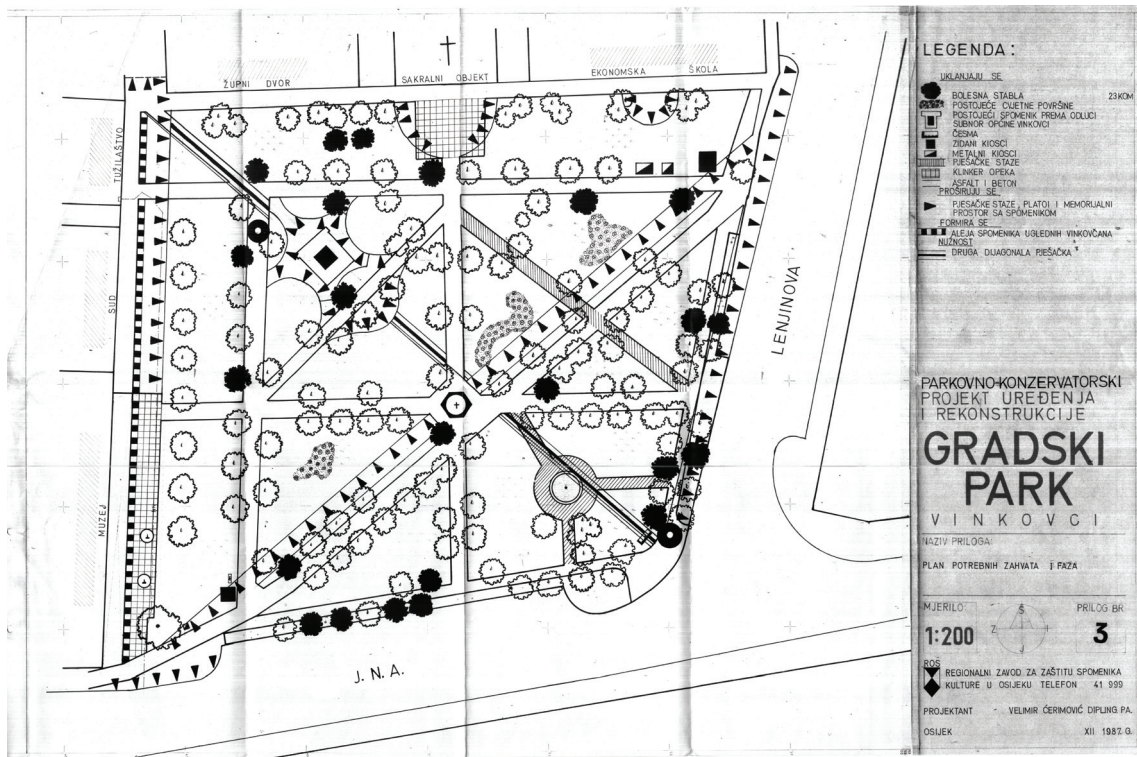 ŽUPNI DVOR
SAKRALNI OBJEKT
EKONOMSKA ŠKOLA
TUŽILAŠTVO
SUD
MUZEJ
LENJINOVA
J. N. A.
LEGENDA :
UKLANJAJU SE
BOLESNA STABLA 23KOM
POSTOJEĆE CVJETNE POVRŠINE
POSTOJEĆI SPOMENIK PREMA ODLUCI
SUBNOR OPĆINE VINKOVCI
ČESMA
ZIDANI KIOSCI
METALNI KIOSCI
PJEŠAČKE STAZE
KLINKER OPEKA
ASFALT I BETON
PROŠIRUJU SE
PJEŠAČKE STAZE, PLATOI I MEMORIJALNI
PROSTOR SA SPOMENIKOM
FORMIRA SE
ALEJA SPOMENIKA UGLEDNIH VINKOVČANA
NUŽNOST
DRUGA DIJAGONALA PJEŠAČKA
PARKOVNO-KONZERVATORSKI
PROJEKT UREĐENJA
I REKONSTRUKCIJE
GRADSKI
PARK
VINKOVCI
NAZIV PRILOGA:
PLAN POTREBNIH ZAHVATA I FAZA
MJERILO
PRILOG BR.
1:200
S
Z
I
J
3
ROŠ
REGIONALNI ZAVOD ZA ZAŠTITU SPOMENIKA
KULTURE U OSIJEKU TELEFON 41 999
PROJEKTANT VELIMIR ĆERIMOVIĆ DIPLING. PA.
OSIJEK XII 1987. G.